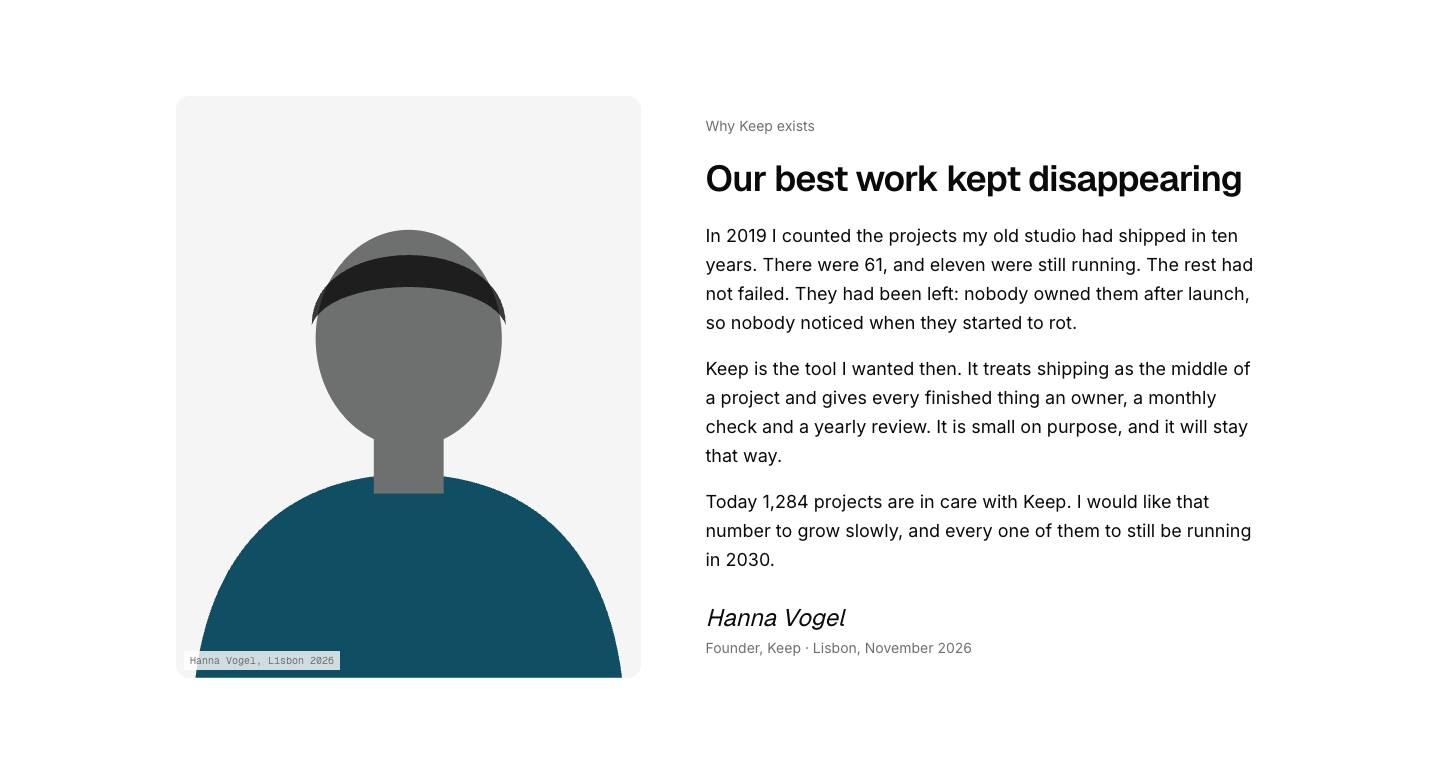 Why Keep exists
Our best work kept disappearing
In 2019 I counted the projects my old studio had shipped in ten
years. There were 61, and eleven were still running. The rest had
not failed. They had been left: nobody owned them after launch,
so nobody noticed when they started to rot.
Keep is the tool I wanted then. It treats shipping as the middle of
a project and gives every finished thing an owner, a monthly
check and a yearly review. It is small on purpose, and it will stay
that way.
Today 1,284 projects are in care with Keep. I would like that
number to grow slowly, and every one of them to still be running
in 2030.
Hanna Vogel
Founder, Keep · Lisbon, November 2026
Hanna Vogel, Lisbon 2026